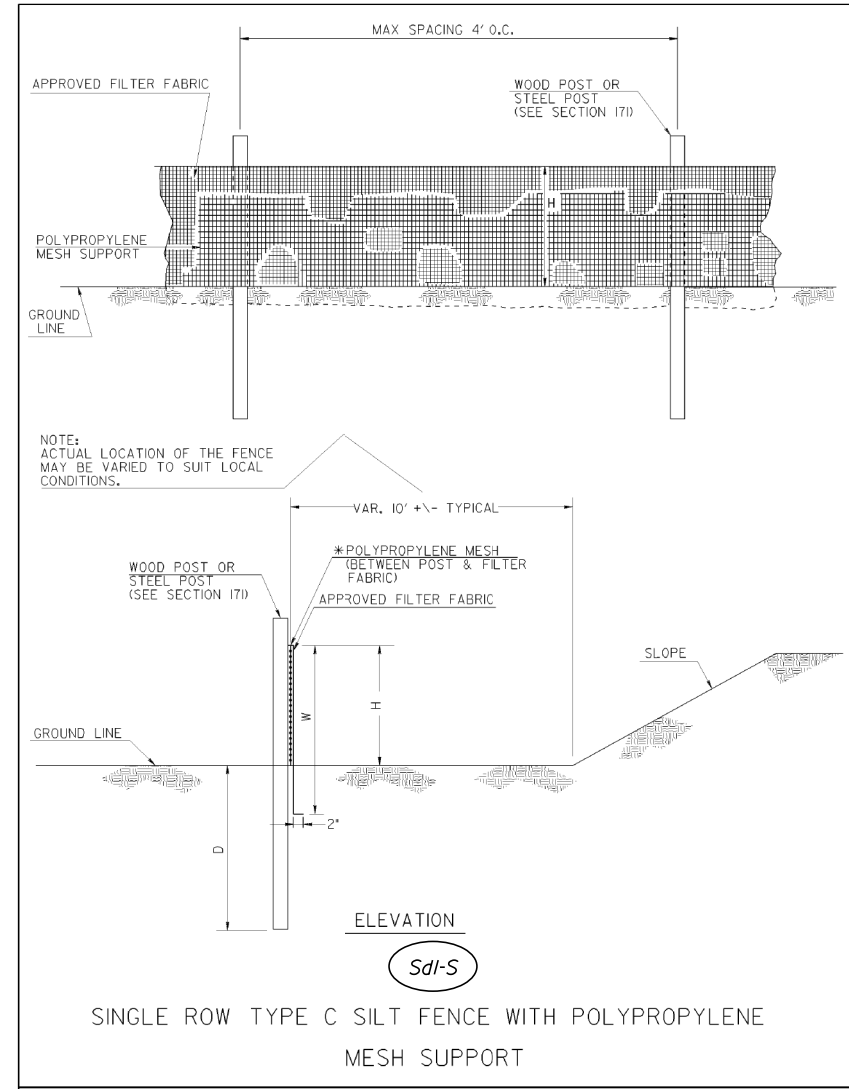 MAX SPACING 4' O.C.
APPROVED FILTER FABRIC
WOOD POST OR
STEEL POST
(SEE SECTION 171)
H
POLYPROPYLENE
MESH SUPPORT
GROUND
LINE
NOTE:
ACTUAL LOCATION OF THE FENCE
MAY BE VARIED TO SUIT LOCAL
CONDITIONS.
VAR. 10' +\- TYPICAL
*POLYPROPYLENE MESH
(BETWEEN POST & FILTER
FABRIC)
WOOD POST OR
STEEL POST
(SEE SECTION 171)
APPROVED FILTER FABRIC
SLOPE
W
H
GROUND LINE
2"
D
ELEVATION
Sd1-S
SINGLE ROW TYPE C SILT FENCE WITH POLYPROPYLENE
MESH SUPPORT